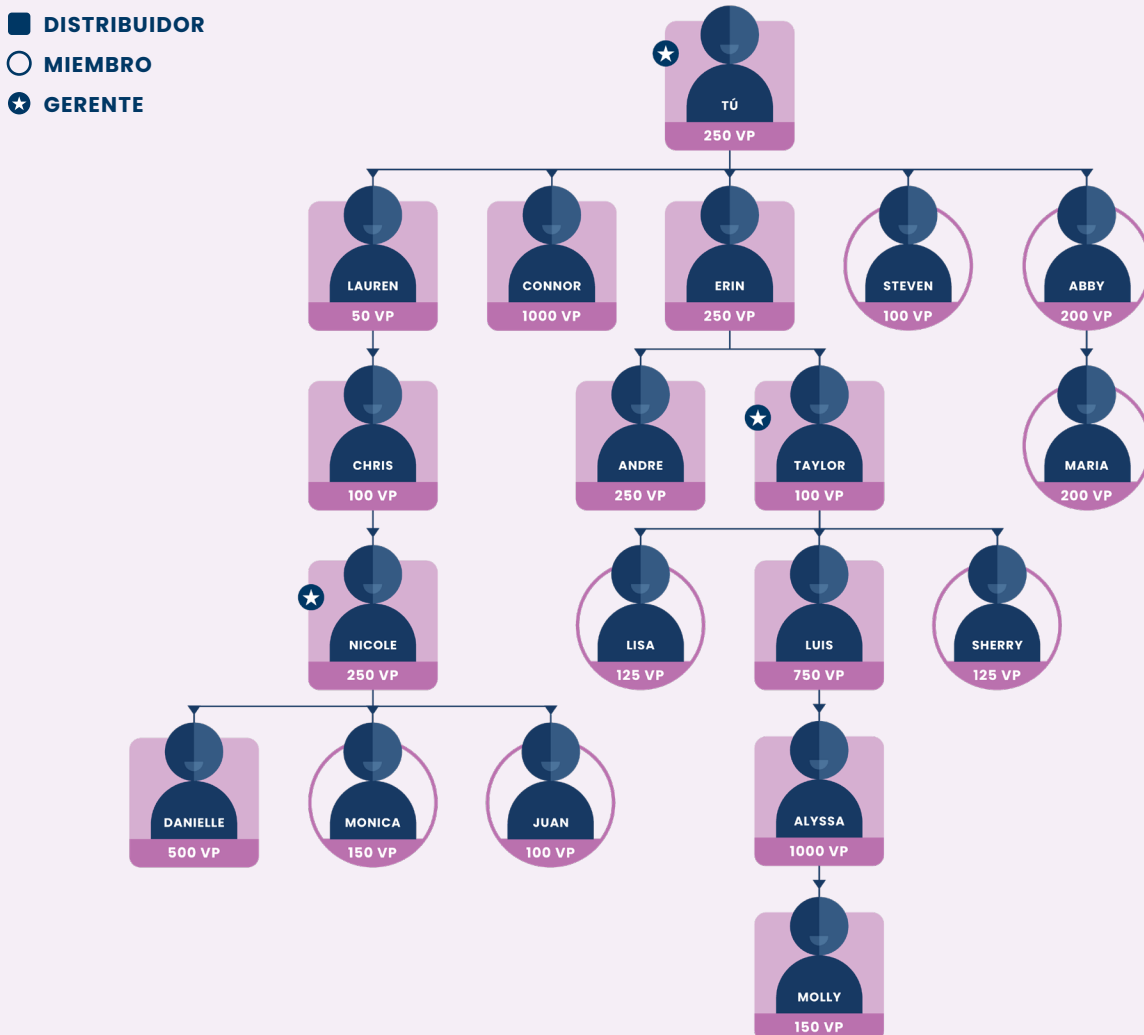 DISTRIBUIDOR
MIEMBRO
GERENTE
TÚ
250 VP
LAUREN
50 VP
CONNOR
1000 VP
ERIN
250 VP
STEVEN
100 VP
ABBY
200 VP
CHRIS
100 VP
ANDRE
250 VP
TAYLOR
100 VP
MARIA
200 VP
NICOLE
250 VP
LISA
125 VP
LUIS
750 VP
SHERRY
125 VP
DANIELLE
500 VP
MONICA
150 VP
JUAN
100 VP
ALYSSA
1000 VP
MOLLY
150 VP